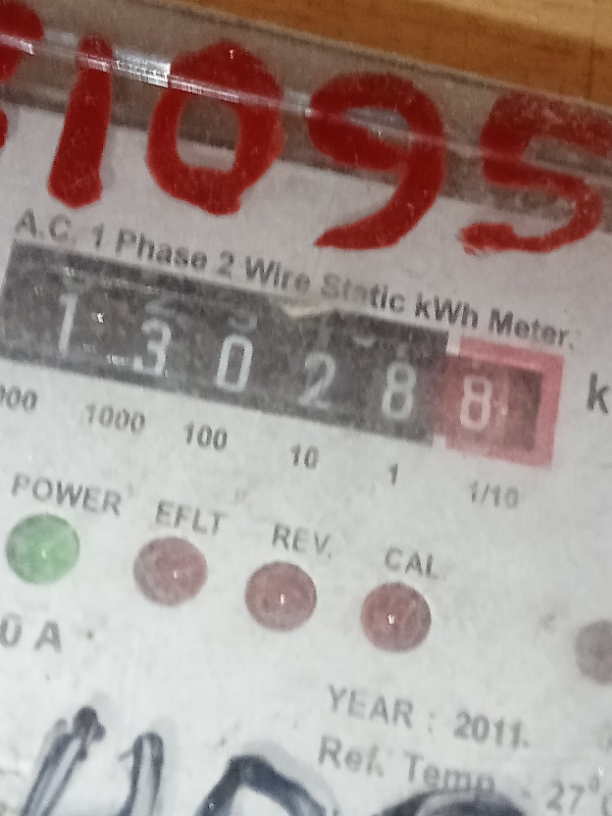 1095
A.C. 1 Phase 2 Wire Static kWh Meter.
1 3 0 2 8 8 k
000 1000 100 10 1 1/10
POWER EFLT REV. CAL
0 A
YEAR : 2011.
Ref. Temp. - 27°